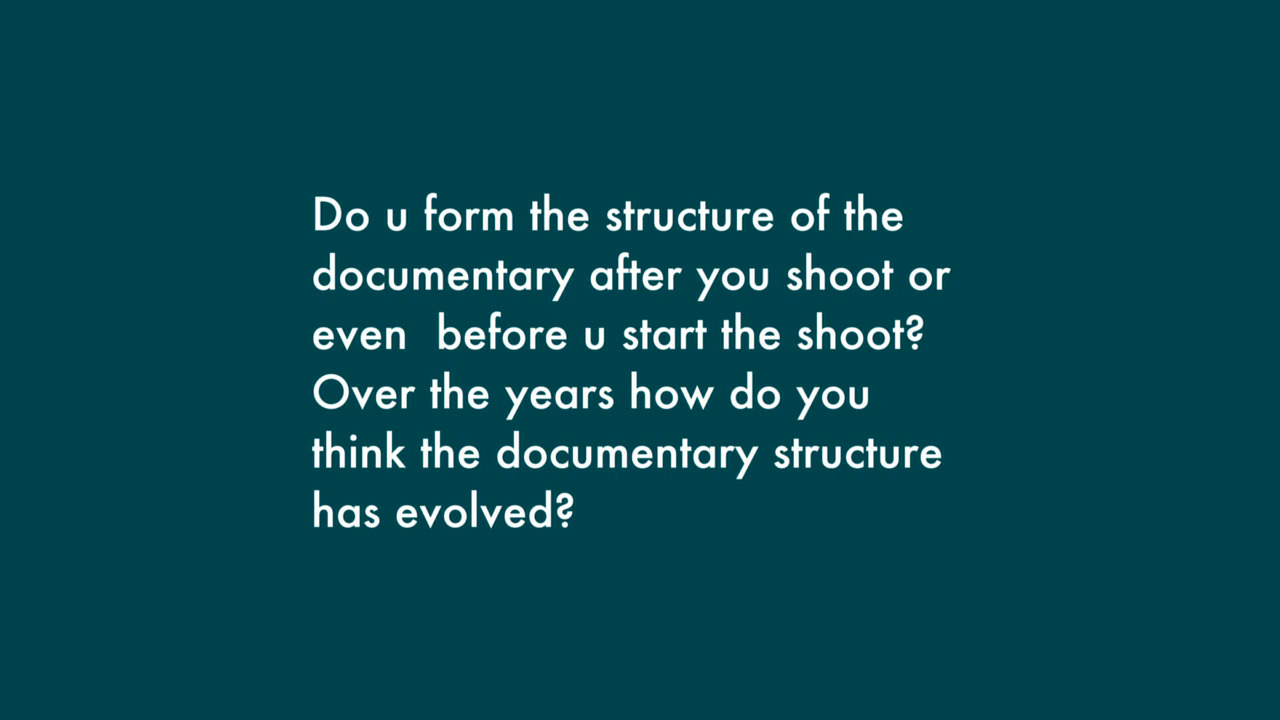 Do u form the structure of the
documentary after you shoot or
even  before u start the shoot?
Over the years how do you
think the documentary structure
has evolved?